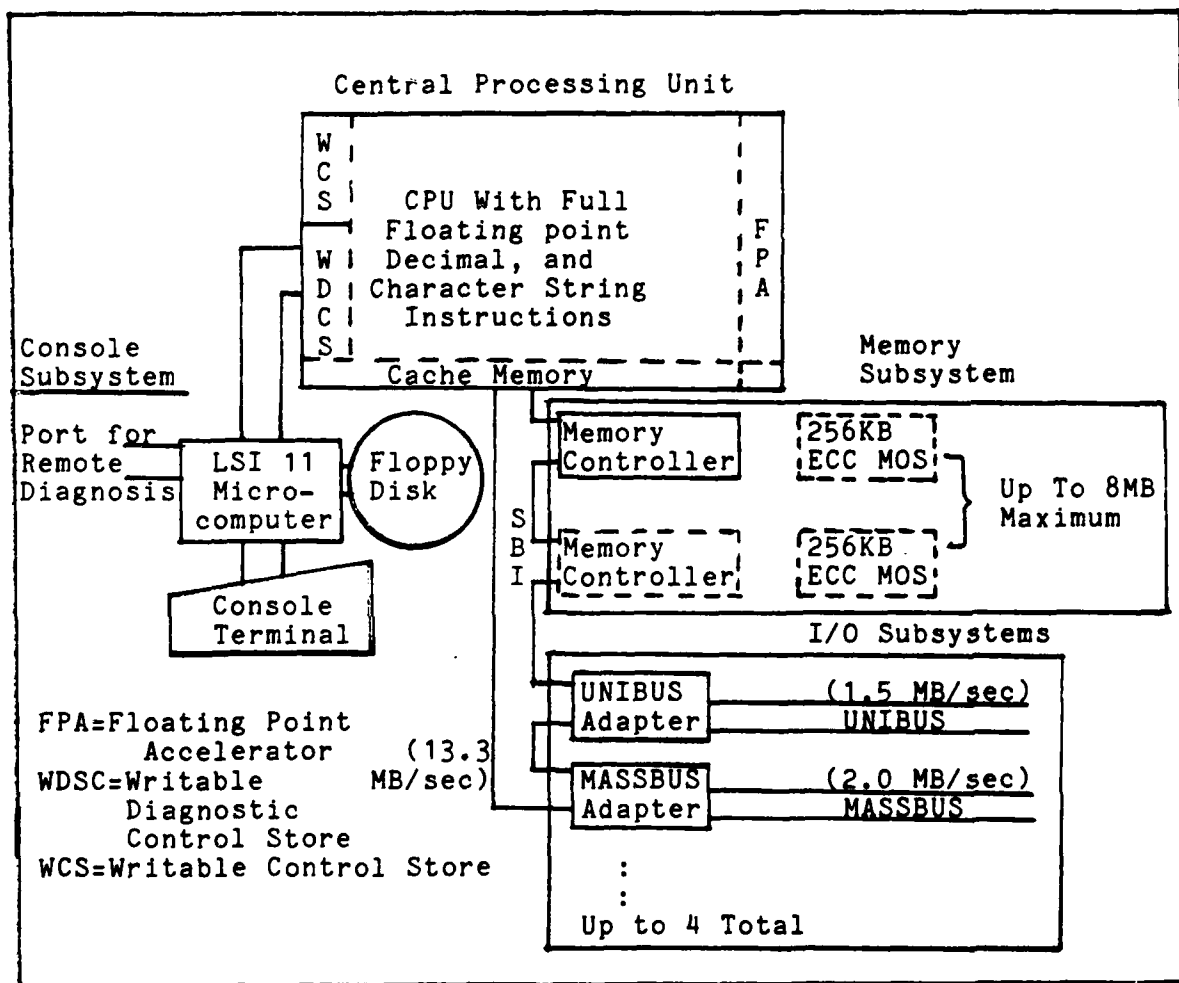 Central Processing Unit
WCS
WDCS
CPU With Full
Floating point
Decimal, and
Character String
Instructions
FPA
Cache Memory
Console
Subsystem
Port for
Remote
Diagnosis
LSI 11
Micro-
computer
Floppy
Disk
Console
Terminal
Memory
Subsystem
SBI
Memory
Controller
256KB
ECC MOS
Memory
Controller
256KB
ECC MOS
Up To 8MB
Maximum
I/O Subsystems
UNIBUS
Adapter
(1.5 MB/sec)
UNIBUS
MASSBUS
Adapter
(2.0 MB/sec)
MASSBUS
:
:
Up to 4 Total
(13.3
MB/sec)
FPA=Floating Point
Accelerator
WDSC=Writable
Diagnostic
Control Store
WCS=Writable Control Store